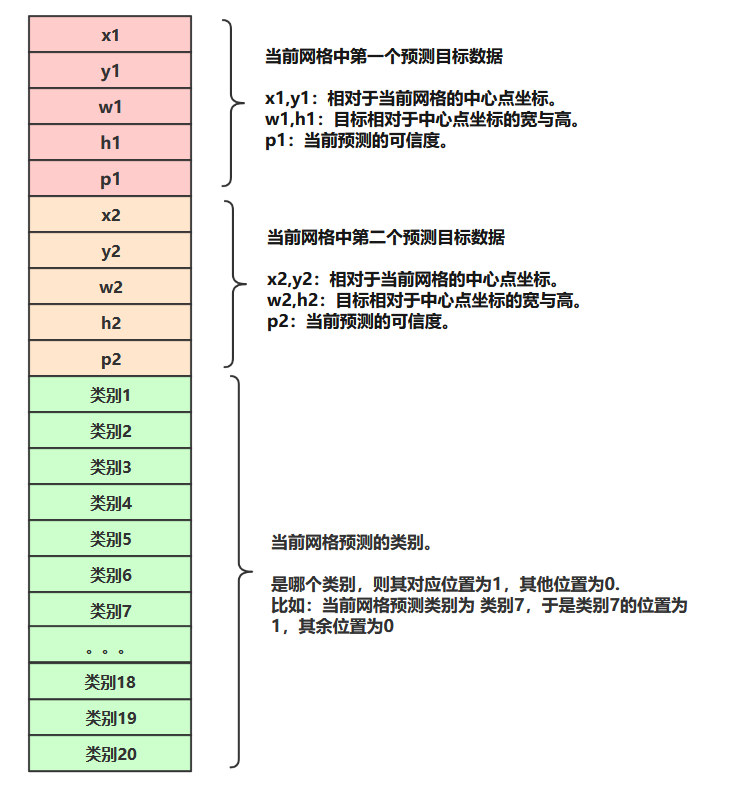 x1
y1
w1
h1
p1
当前网格中第一个预测目标数据
x1,y1：相对于当前网格的中心点坐标。
w1,h1：目标相对于中心点坐标的宽与高。
p1：当前预测的可信度。
x2
y2
w2
h2
p2
当前网格中第二个预测目标数据
x2,y2：相对于当前网格的中心点坐标。
w2,h2：目标相对于中心点坐标的宽与高。
p2：当前预测的可信度。
类别1
类别2
类别3
类别4
类别5
类别6
类别7
。。。
类别18
类别19
类别20
当前网格预测的类别。
是哪个类别，则其对应位置为1，其他位置为0.
比如：当前网格预测类别为 类别7，于是类别7的位置为
1，其余位置为0